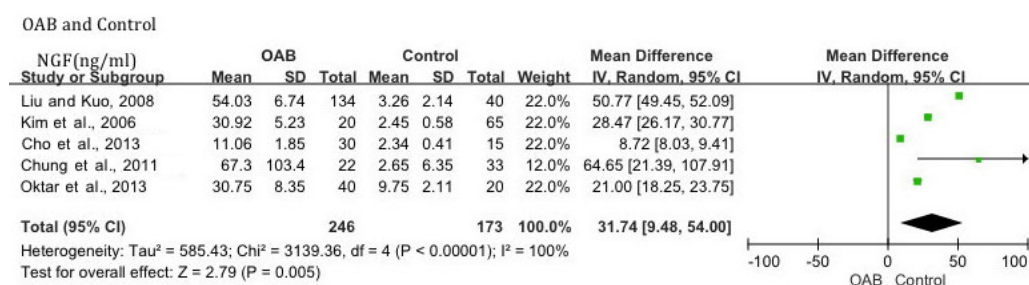 OAB and Control
NGF(ng/ml) OAB Control Mean Difference Mean Difference
Study or Subgroup Mean SD Total Mean SD Total Weight IV, Random, 95% CI IV, Random, 95% CI
Liu and Kuo, 2008 54.03 6.74 134 3.26 2.14 40 22.0% 50.77 [49.45, 52.09]
Kim et al., 2006 30.92 5.23 20 2.45 0.58 65 22.0% 28.47 [26.17, 30.77]
Cho et al., 2013 11.06 1.85 30 2.34 0.41 15 22.0% 8.72 [8.03, 9.41]
Chung et al., 2011 67.3 103.4 22 2.65 6.35 33 12.0% 64.65 [21.39, 107.91]
Oktar et al., 2013 30.75 8.35 40 9.75 2.11 20 22.0% 21.00 [18.25, 23.75]
Total (95% CI) 246 173 100.0% 31.74 [9.48, 54.00]
Heterogeneity: Tau² = 585.43; Chi² = 3139.36, df = 4 (P < 0.00001); I² = 100%
Test for overall effect: Z = 2.79 (P = 0.005)
-100 -50 0 50 100
OAB Control